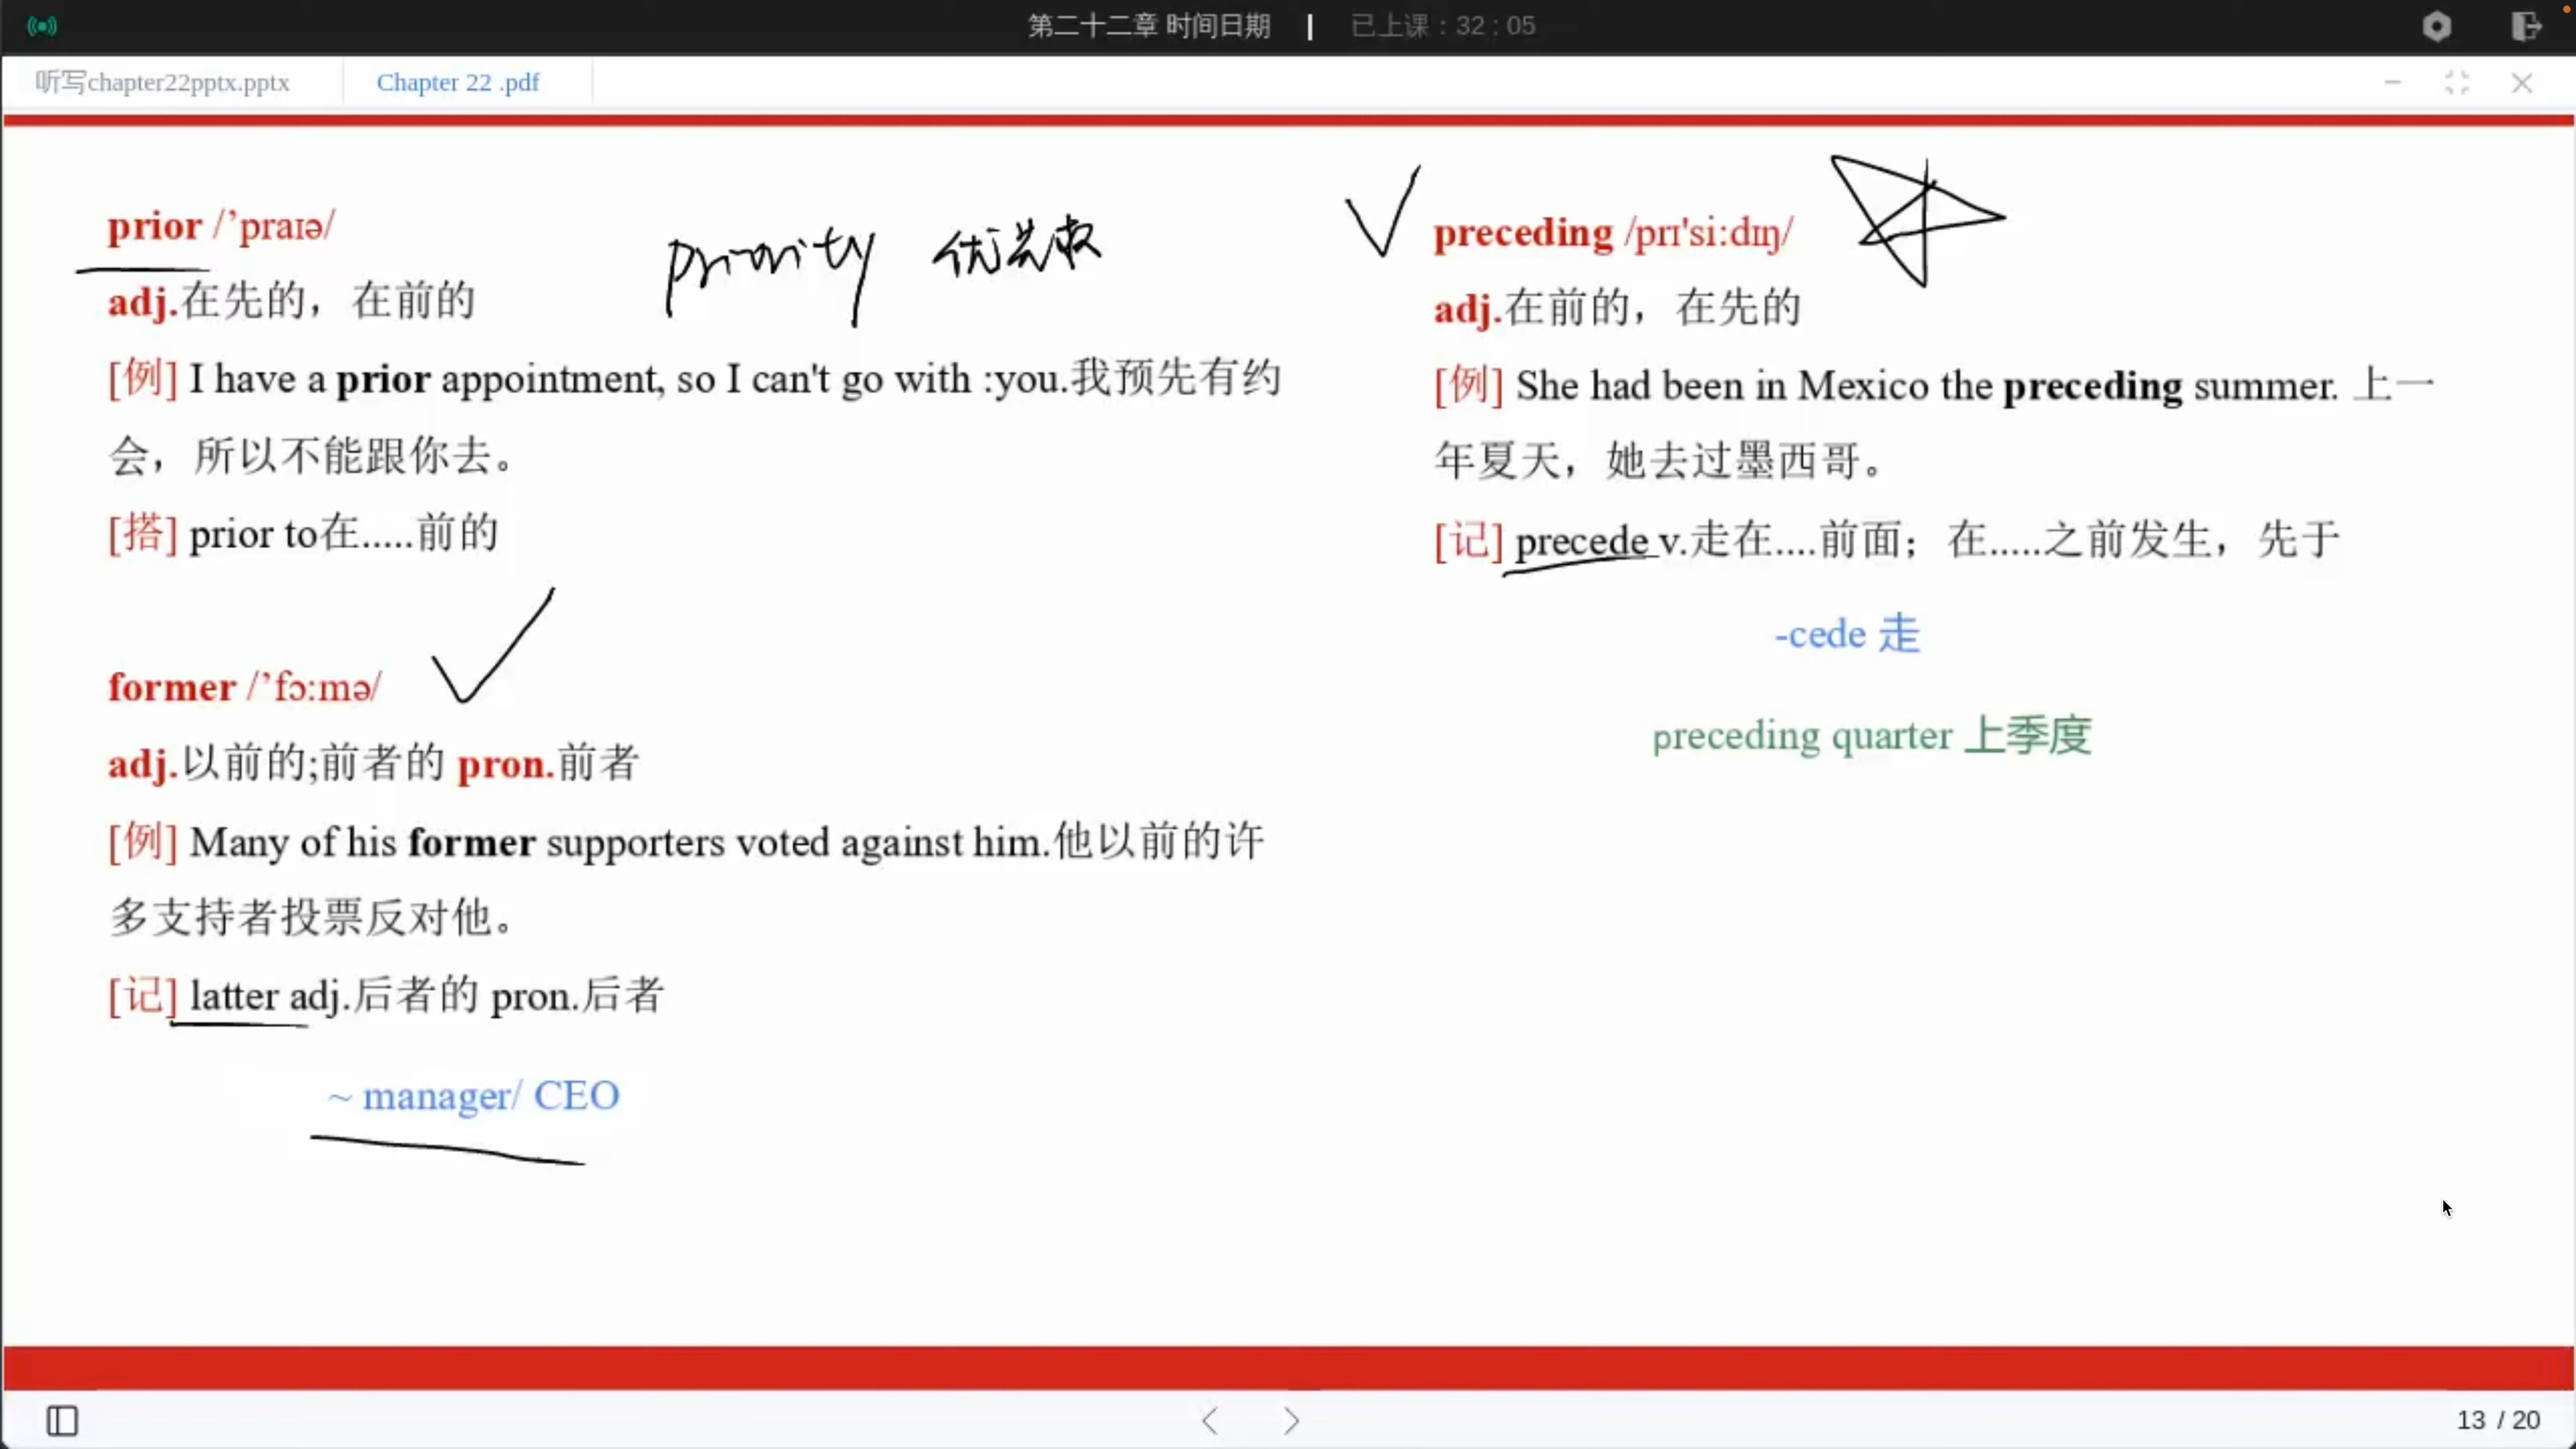 第二十二章 时间日期 | 已上课：32 : 05
听写chapter22pptx.pptx
Chapter 22 .pdf
prior /’praɪə/
priority 优先权
adj.在先的，在前的
[例] I have a prior appointment, so I can't go with :you.我预先有约
会，所以不能跟你去。
[搭] prior to在.....前的
former /’fɔ:mə/
adj.以前的;前者的 pron.前者
[例] Many of his former supporters voted against him.他以前的许
多支持者投票反对他。
[记] latter adj.后者的 pron.后者
~ manager/ CEO
preceding /prɪ'si:dɪŋ/
adj.在前的，在先的
[例] She had been in Mexico the preceding summer. 上一
年夏天，她去过墨西哥。
[记] precede v.走在....前面；在.....之前发生，先于
-cede 走
preceding quarter 上季度
13 / 20